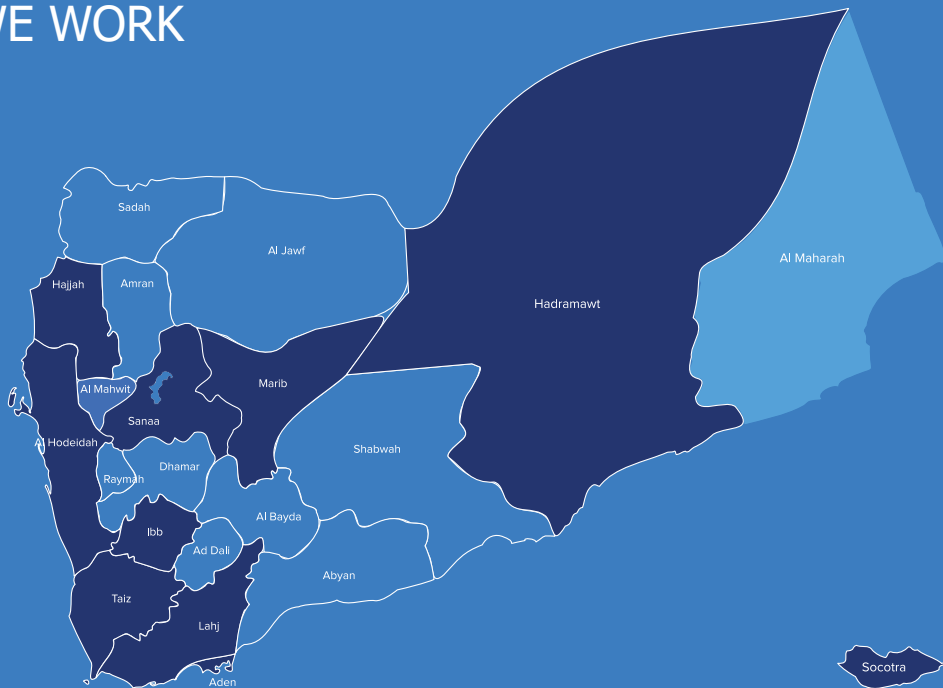 WE WORK
Sadah
Al Jawf
Al Maharah
Hajjah
Amran
Hadramawt
Marib
Al Mahwit
Sanaa
Al Hodeidah
Shabwah
Dhamar
Raymah
Al Bayda
Ibb
Ad Dali
Abyan
Taiz
Lahj
Socotra
Aden